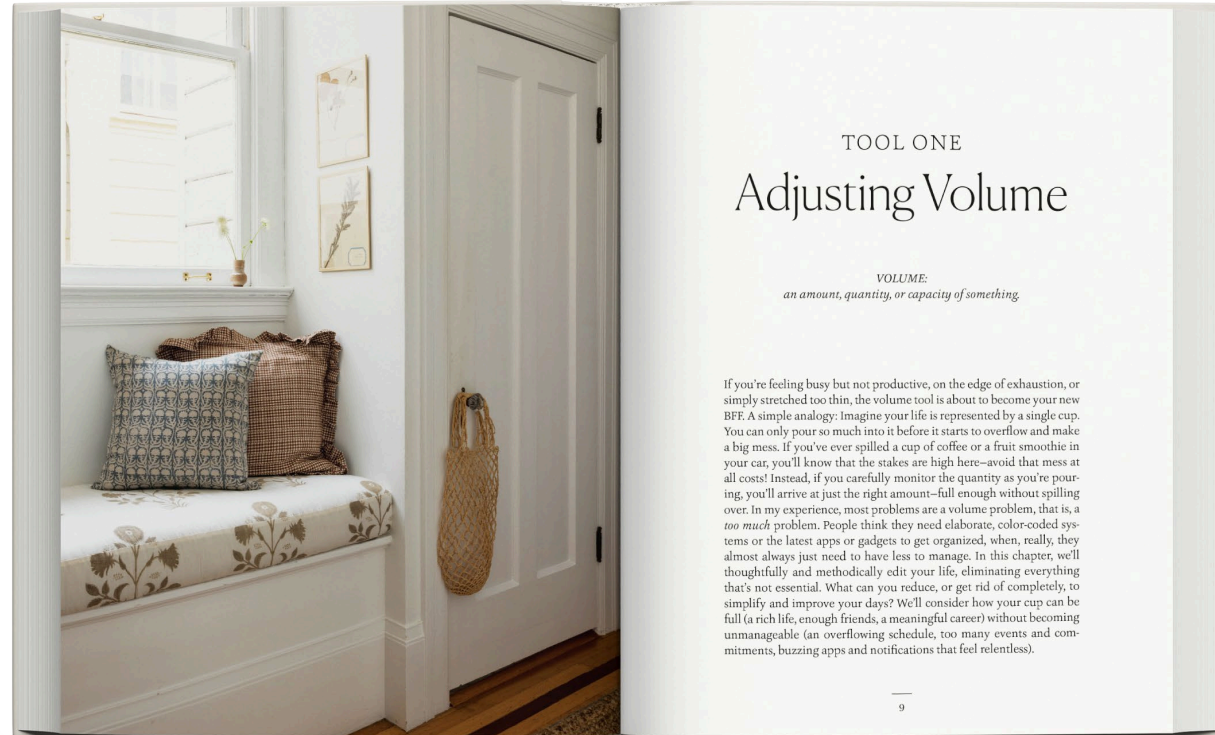 TOOL ONE
Adjusting Volume
VOLUME:
an amount, quantity, or capacity of something.
If you're feeling busy but not productive, on the edge of exhaustion, or
simply stretched too thin, the volume tool is about to become your new
BFF. A simple analogy: Imagine your life is represented by a single cup.
You can only pour so much into it before it starts to overflow and make
a big mess. If you've ever spilled a cup of coffee or a fruit smoothie in
your car, you'll know that the stakes are high here—avoid that mess at
all costs! Instead, if you carefully monitor the quantity as you're pour-
ing, you'll arrive at just the right amount—full enough without spilling
over. In my experience, most problems are a volume problem, that is, a
too much problem. People think they need elaborate, color-coded sys-
tems or the latest apps or gadgets to get organized, when, really, they
almost always just need to have less to manage. In this chapter, we'll
thoughtfully and methodically edit your life, eliminating everything
that's not essential. What can you reduce, or get rid of completely, to
simplify and improve your days? We'll consider how your cup can be
full (a rich life, enough friends, a meaningful career) without becoming
unmanageable (an overflowing schedule, too many events and com-
mitments, buzzing apps and notifications that feel relentless).
9